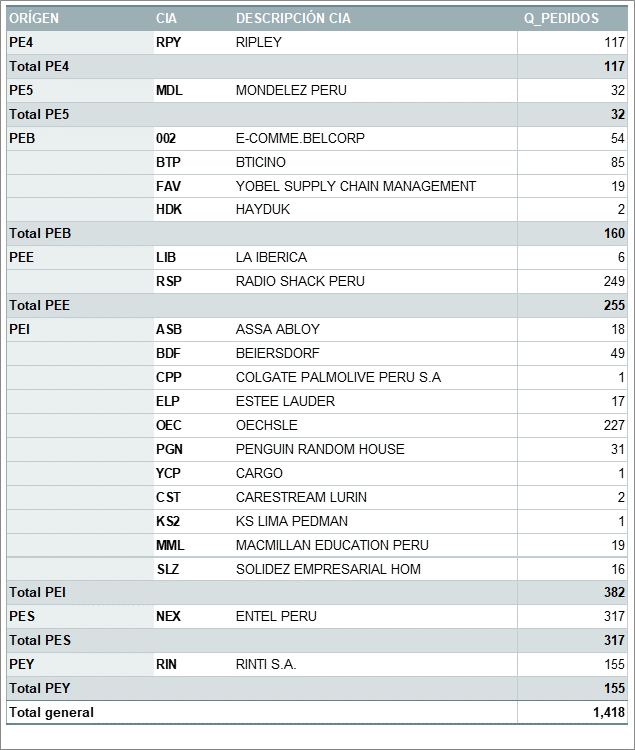 ORÍGEN CIA DESCRIPCIÓN CIA Q_PEDIDOS
PE4 RPY RIPLEY 117
Total PE4 117
PE5 MDL MONDELEZ PERU 32
Total PE5 32
PEB 002 E-COMME.BELCORP 54
BTP BTICINO 85
FAV YOBEL SUPPLY CHAIN MANAGEMENT 19
HDK HAYDUK 2
Total PEB 160
PEE LIB LA IBERICA 6
RSP RADIO SHACK PERU 249
Total PEE 255
PEI ASB ASSA ABLOY 18
BDF BEIERSDORF 49
CPP COLGATE PALMOLIVE PERU S.A 1
ELP ESTEE LAUDER 17
OEC OECHSLE 227
PGN PENGUIN RANDOM HOUSE 31
YCP CARGO 1
CST CARESTREAM LURIN 2
KS2 KS LIMA PEDMAN 1
MML MACMILLAN EDUCATION PERU 19
SLZ SOLIDEZ EMPRESARIAL HOM 16
Total PEI 382
PES NEX ENTEL PERU 317
Total PES 317
PEY RIN RINTI S.A. 155
Total PEY 155
Total general 1,418